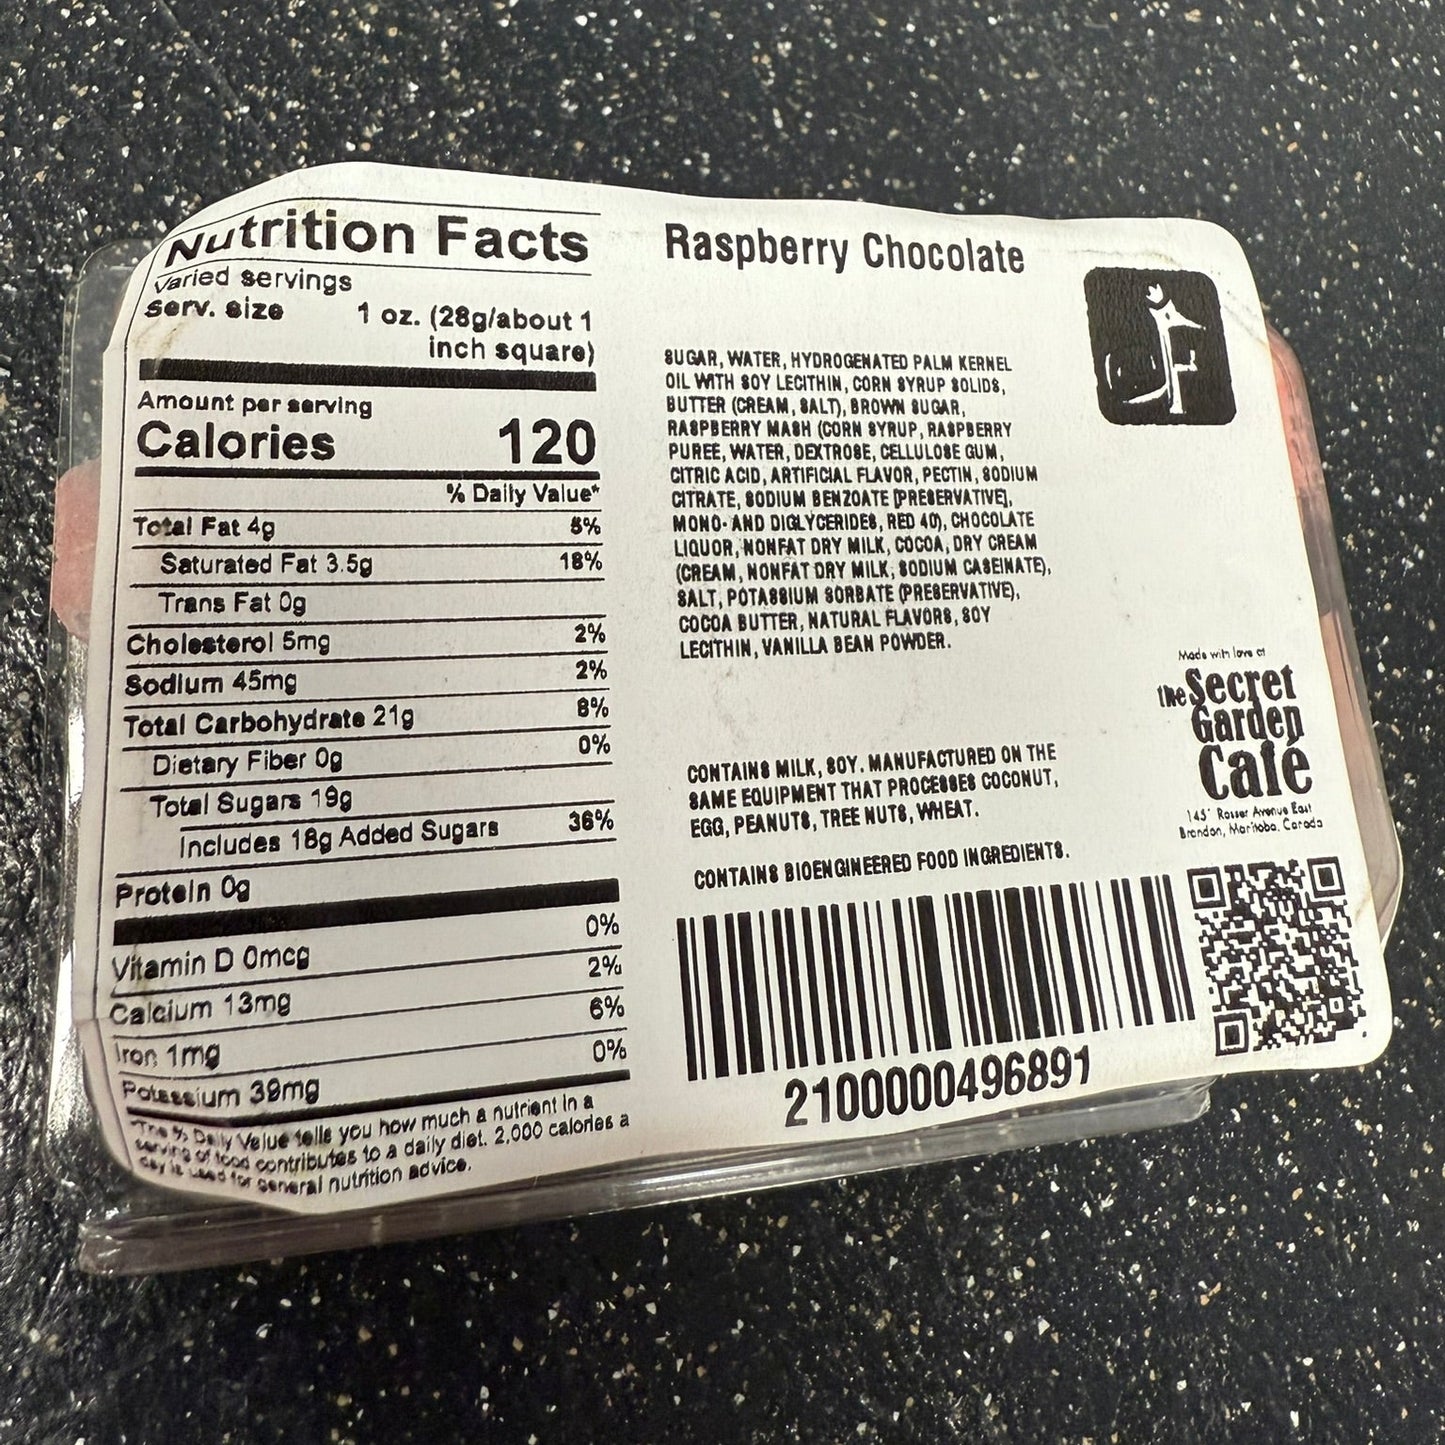 Nutrition Facts
Varied servings
Serv. size 1 oz. (28g/about 1
inch square)
Amount per serving
Calories 120
% Daily Value*
Total Fat 4g 5%
Saturated Fat 3.5g 18%
Trans Fat 0g
Cholesterol 5mg 2%
Sodium 45mg 2%
Total Carbohydrate 21g 8%
Dietary Fiber 0g 0%
Total Sugars 19g
Includes 18g Added Sugars 36%
Protein 0g
Vitamin D 0mcg 0%
Calcium 13mg 2%
Iron 1mg 6%
Potassium 39mg 0%
*The % Daily Value tells you how much a nutrient in a
serving of food contributes to a daily diet. 2,000 calories a
day is used for general nutrition advice.
Raspberry Chocolate
SUGAR, WATER, HYDROGENATED PALM KERNEL
OIL WITH SOY LECITHIN, CORN SYRUP SOLIDS,
BUTTER (CREAM, SALT), BROWN SUGAR,
RASPBERRY MASH (CORN SYRUP, RASPBERRY
PUREE, WATER, DEXTROSE, CELLULOSE GUM,
CITRIC ACID, ARTIFICIAL FLAVOR, PECTIN, SODIUM
CITRATE, SODIUM BENZOATE [PRESERVATIVE],
MONO- AND DIGLYCERIDES, RED 40), CHOCOLATE
LIQUOR, NONFAT DRY MILK, COCOA, DRY CREAM
(CREAM, NONFAT DRY MILK, SODIUM CASEINATE),
SALT, POTASSIUM SORBATE (PRESERVATIVE),
COCOA BUTTER, NATURAL FLAVORS, SOY
LECITHIN, VANILLA BEAN POWDER.
CONTAINS MILK, SOY. MANUFACTURED ON THE
SAME EQUIPMENT THAT PROCESSES COCONUT,
EGG, PEANUTS, TREE NUTS, WHEAT.
CONTAINS BIOENGINEERED FOOD INGREDIENTS.
2100000496891
Made with love at
the Secret
Garden
Café
Rosser Avenue East
Brandon, Manitoba. Canada